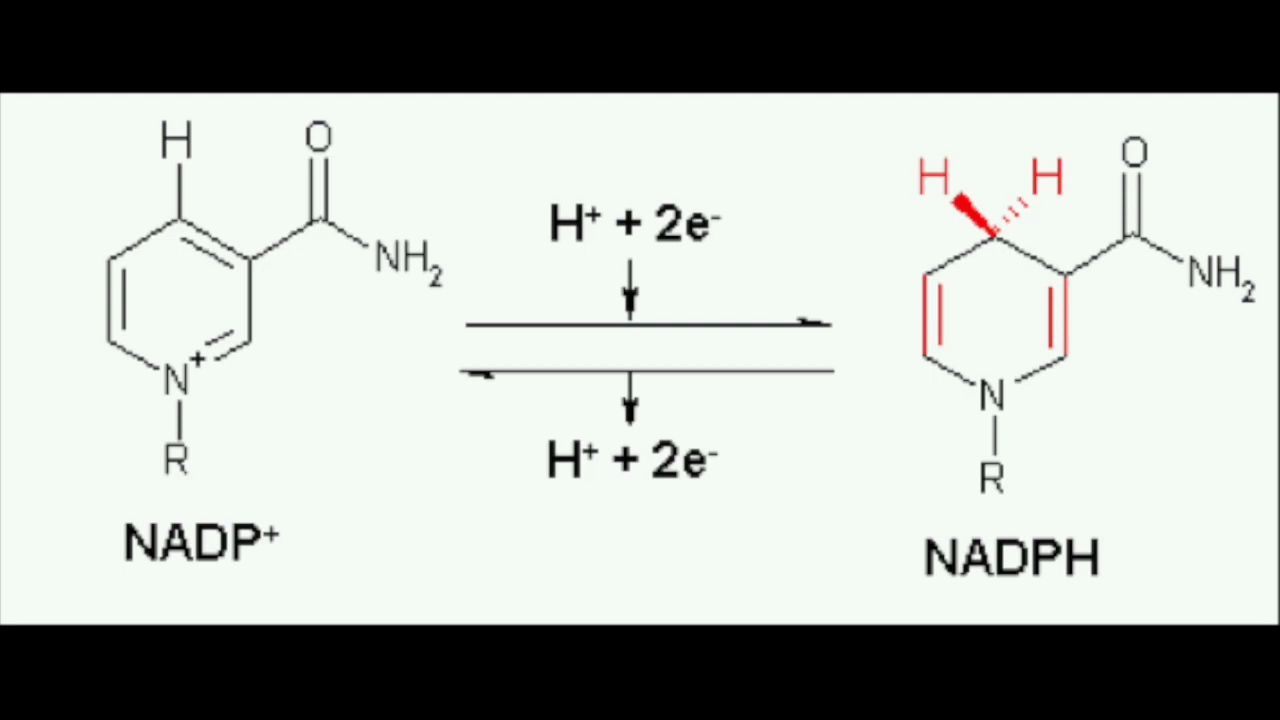 H
O
NH₂
N⁺
R
NADP⁺
H⁺ + 2e⁻
H⁺ + 2e⁻
H H
O
NH₂
N
R
NADPH